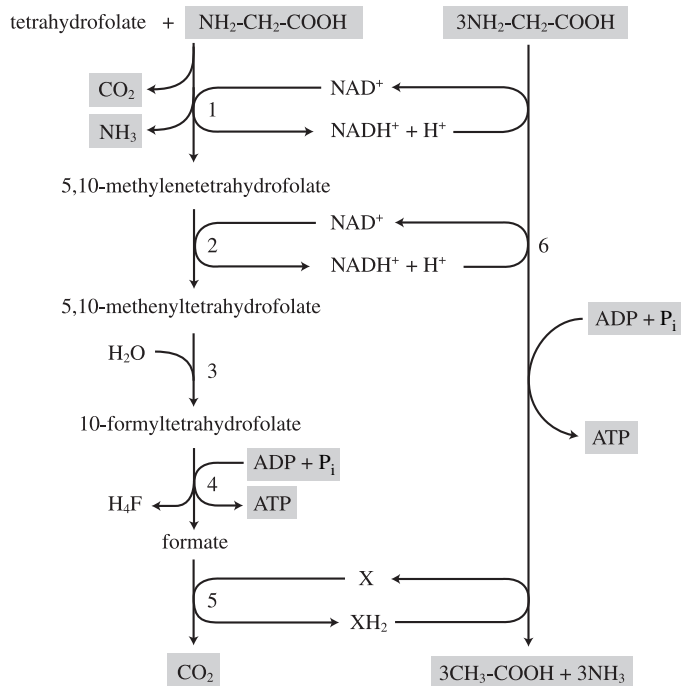 tetrahydrofolate + NH₂-CH₂-COOH 3NH₂-CH₂-COOH
CO₂ NAD⁺
1
NH₃ NADH⁺ + H⁺
5,10-methylenetetrahydrofolate
NAD⁺
2 6
NADH⁺ + H⁺
5,10-methenyltetrahydrofolate
ADP + Pᵢ
H₂O
3
10-formyltetrahydrofolate
ATP
ADP + Pᵢ
4
H₄F ATP
formate
X
5
XH₂
CO₂ 3CH₃-COOH + 3NH₃